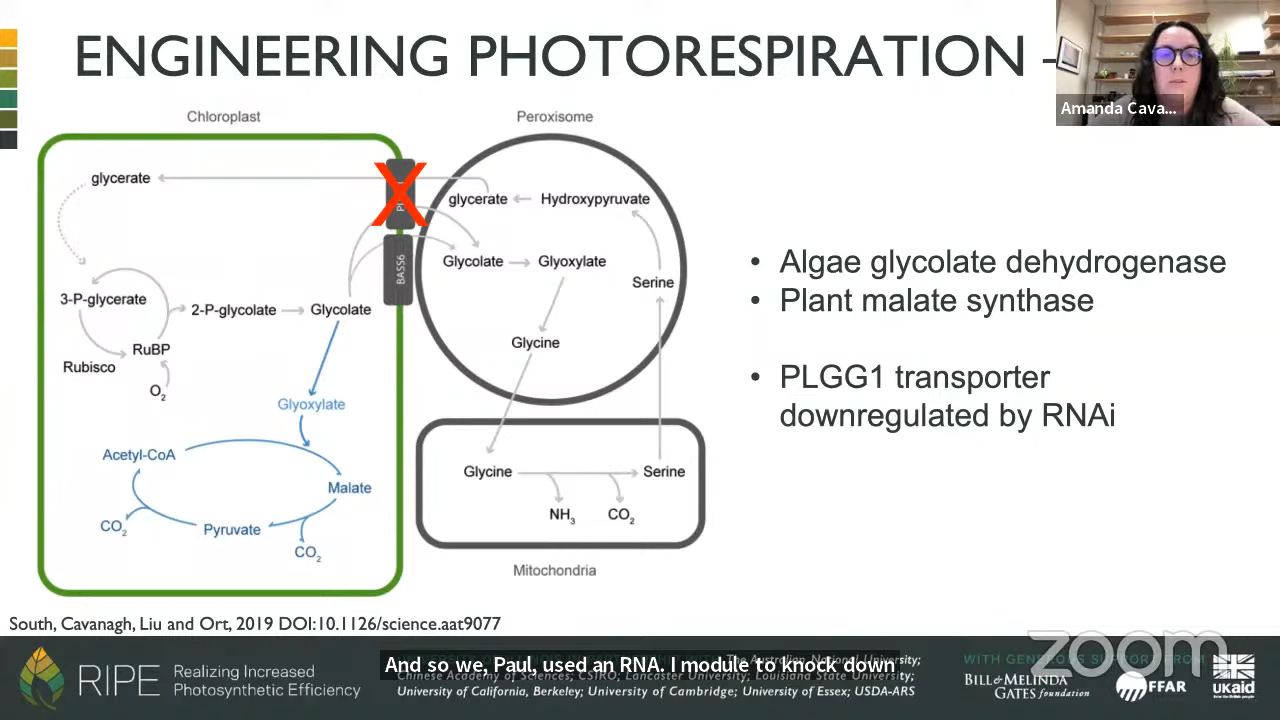 ENGINEERING PHOTORESPIRATION -
Amanda Cava...
Chloroplast
Peroxisome
glycerate
glycerate
Hydroxypyruvate
Glycolate
Glyoxylate
Serine
BASS6
3-P-glycerate
2-P-glycolate
Glycolate
RuBP
Rubisco
O2
Glycine
Glyoxylate
Acetyl-CoA
Malate
CO2
Pyruvate
CO2
Glycine
Serine
NH3
CO2
Mitochondria
• Algae glycolate dehydrogenase
• Plant malate synthase
• PLGG1 transporter
downregulated by RNAi
South, Cavanagh, Liu and Ort, 2019 DOI:10.1126/science.aat9077
zoom
RIPE
Realizing Increased
Photosynthetic Efficiency
And so we, Paul, used an RNA. I module to knock down
University of California, Berkeley; University of Cambridge; University of Essex; USDA-ARS
WITH GENEROUS SUPPORT FROM
BILL & MELINDA
GATES foundation
FFAR
ukaid